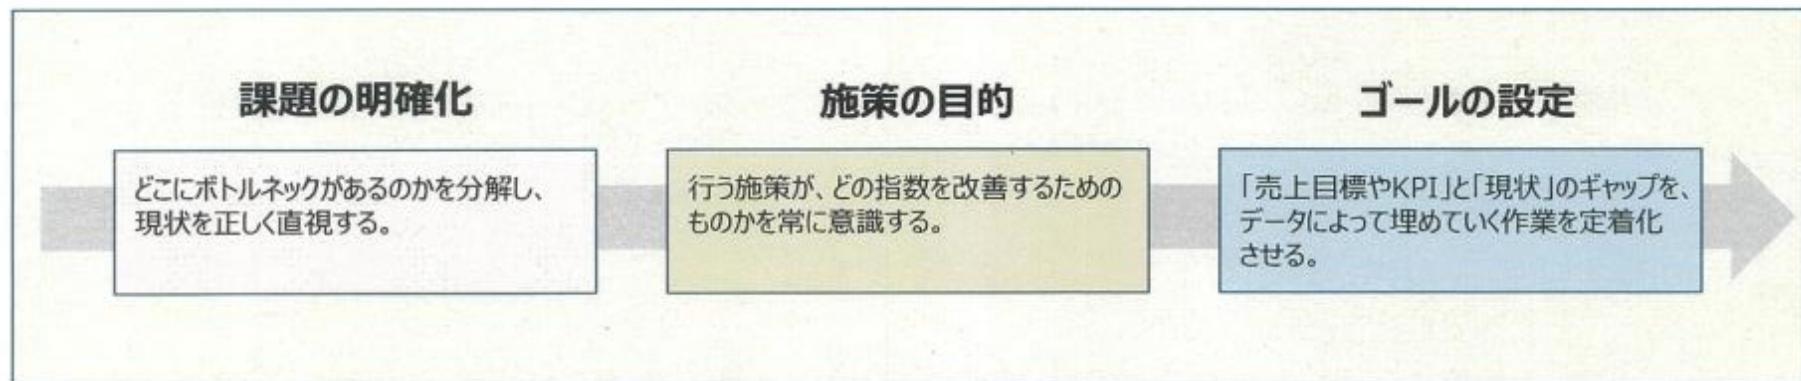 課題の明確化
どこにボトルネックがあるのかを分解し、
現状を正しく直視する。
施策の目的
行う施策が、どの指数を改善するための
ものかを常に意識する。
ゴールの設定
「売上目標やKPI」と「現状」のギャップを、
データによって埋めていく作業を定着化
させる。